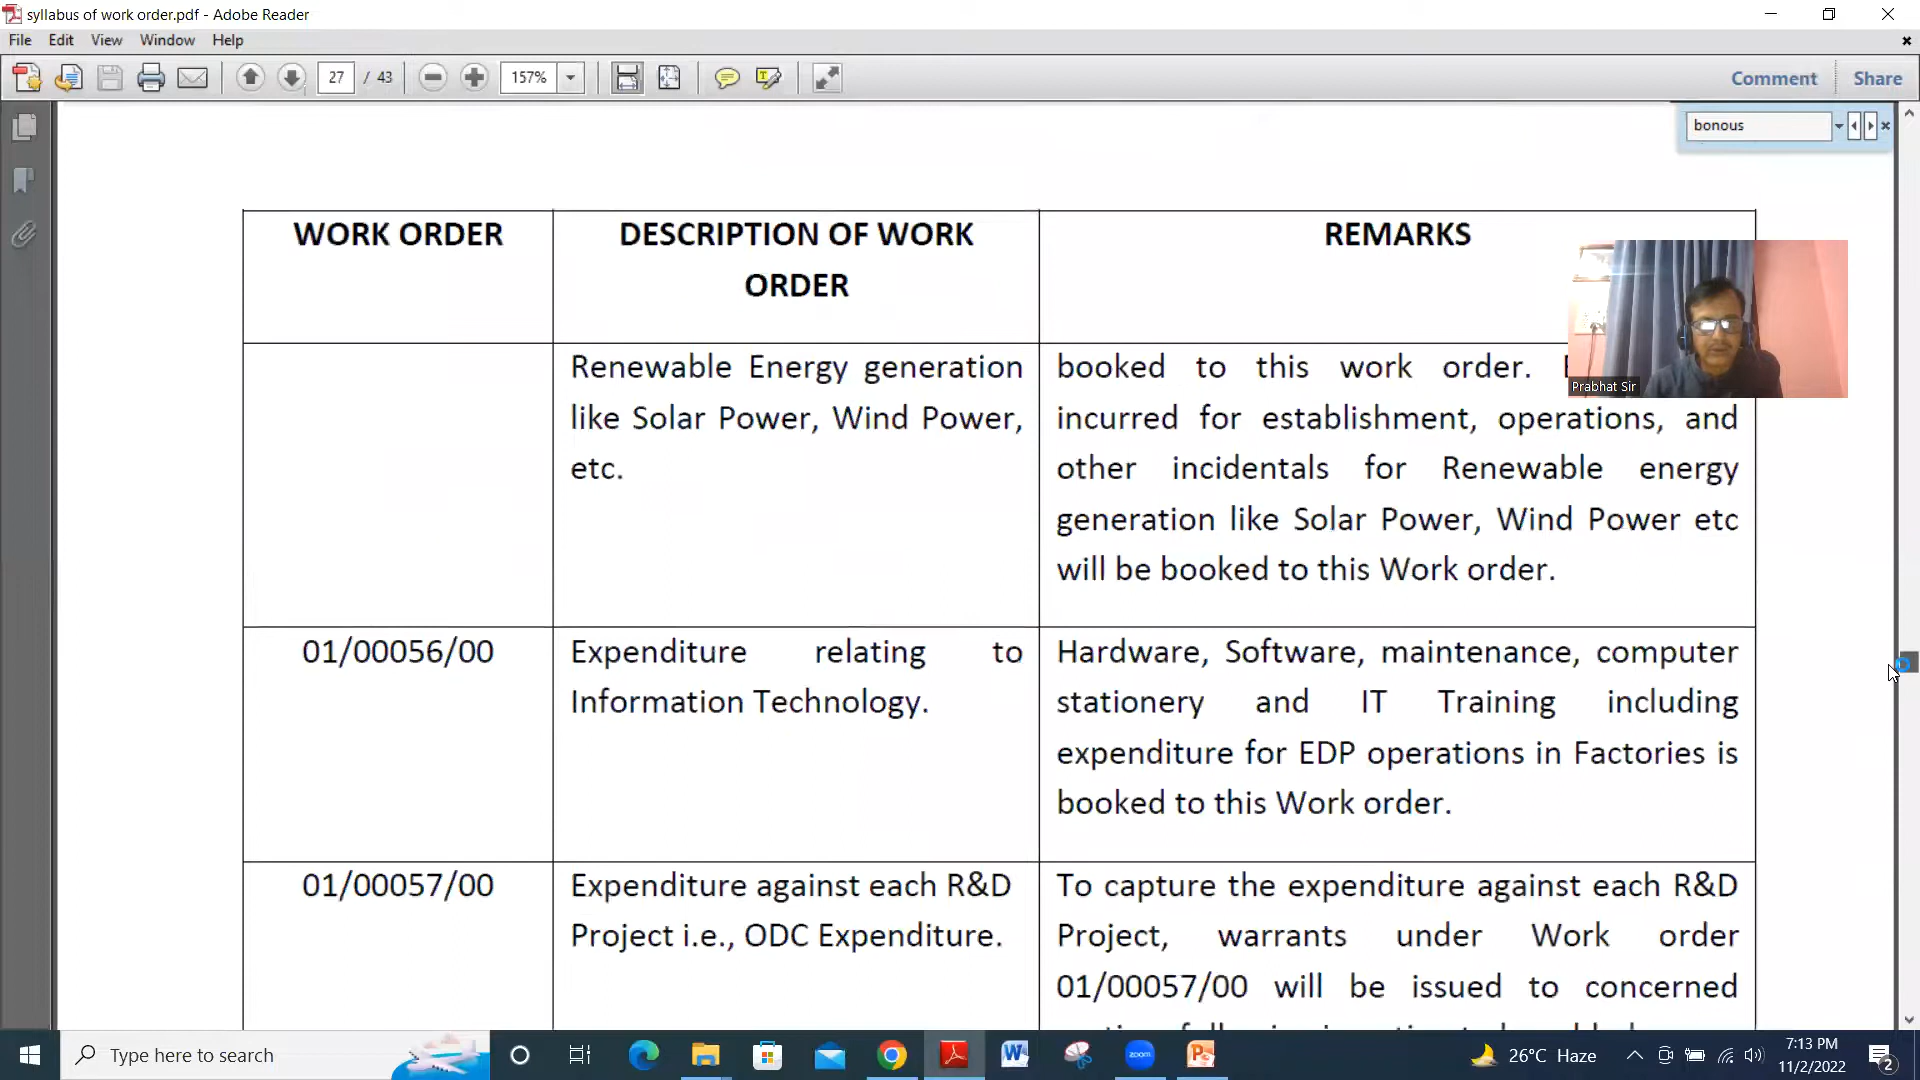 syllabus of work order.pdf - Adobe Reader
File Edit View Window Help
27 / 43 157% Comment Share
bonous
WORK ORDER DESCRIPTION OF WORK REMARKS
ORDER
Prabhat Sir
Renewable Energy generation booked to this work order.
like Solar Power, Wind Power, incurred for establishment, operations, and
etc. other incidentals for Renewable energy
generation like Solar Power, Wind Power etc
will be booked to this Work order.
01/00056/00 Expenditure relating to Hardware, Software, maintenance, computer
Information Technology. stationery and IT Training including
expenditure for EDP operations in Factories is
booked to this Work order.
01/00057/00 Expenditure against each R&D To capture the expenditure against each R&D
Project i.e., ODC Expenditure. Project, warrants under Work order
01/00057/00 will be issued to concerned
Type here to search zoom 26°C Haze 7:13 PM
11/2/2022 2